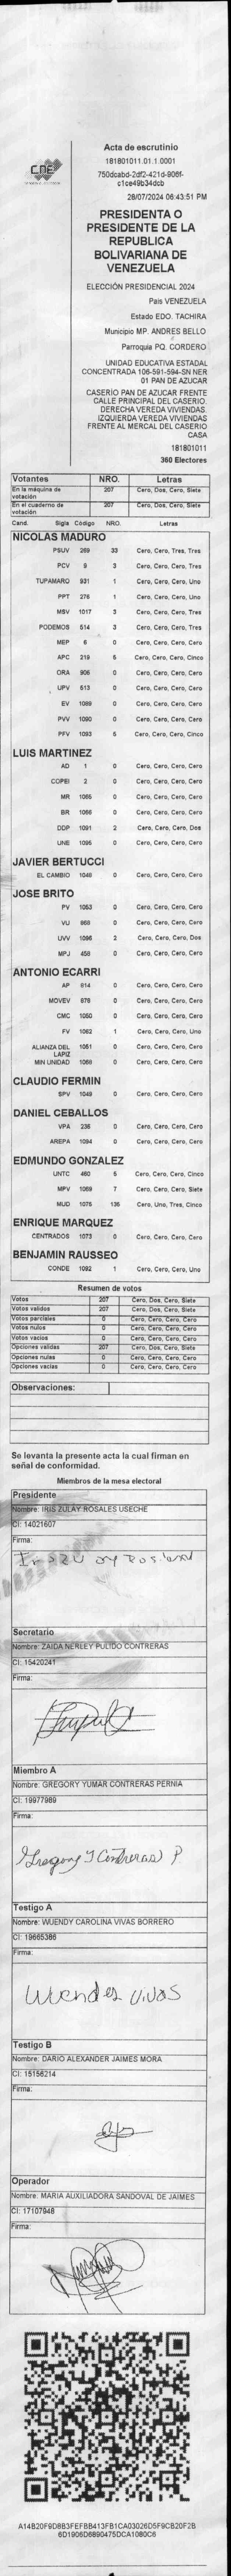 CNE
Acta de escrutinio
181801011.01.1.0001
750dcabd-2df2-421d-906f-
c1ce49b34dcb
28/07/2024 06:43:51 PM
PRESIDENTA O
PRESIDENTE DE LA
REPUBLICA
BOLIVARIANA DE
VENEZUELA
ELECCIÓN PRESIDENCIAL 2024
País VENEZUELA
Estado EDO. TACHIRA
Municipio MP. ANDRES BELLO
Parroquia PQ. CORDERO
UNIDAD EDUCATIVA ESTADAL
CONCENTRADA 106-591-594-SN NER
01 PAN DE AZUCAR
CASERÍO PAN DE AZUCAR FRENTE
CALLE PRINCIPAL DEL CASERIO.
DERECHA VEREDA VIVIENDAS.
IZQUIERDA VEREDA VIVIENDAS
FRENTE AL MERCAL DEL CASERIO
CASA
181801011
360 Electores
Votantes NRO. Letras
En la máquina de votación 207 Cero, Dos, Cero, Siete
En el cuaderno de votación 207 Cero, Dos, Cero, Siete
Cand. Sigla Código NRO. Letras
NICOLAS MADURO
PSUV 269 33 Cero, Cero, Tres, Tres
PCV 9 3 Cero, Cero, Cero, Tres
TUPAMARO 931 1 Cero, Cero, Cero, Uno
PPT 276 1 Cero, Cero, Cero, Uno
MSV 1017 3 Cero, Cero, Cero, Tres
PODEMOS 514 3 Cero, Cero, Cero, Tres
MEP 6 0 Cero, Cero, Cero, Cero
APC 219 5 Cero, Cero, Cero, Cinco
ORA 906 0 Cero, Cero, Cero, Cero
UPV 513 0 Cero, Cero, Cero, Cero
EV 1089 0 Cero, Cero, Cero, Cero
PVV 1090 0 Cero, Cero, Cero, Cero
PFV 1093 5 Cero, Cero, Cero, Cinco
LUIS MARTINEZ
AD 1 0 Cero, Cero, Cero, Cero
COPEI 2 0 Cero, Cero, Cero, Cero
MR 1065 0 Cero, Cero, Cero, Cero
BR 1066 0 Cero, Cero, Cero, Cero
DDP 1091 2 Cero, Cero, Cero, Dos
UNE 1095 0 Cero, Cero, Cero, Cero
JAVIER BERTUCCI
EL CAMBIO 1048 0 Cero, Cero, Cero, Cero
JOSE BRITO
PV 1053 0 Cero, Cero, Cero, Cero
VU 868 0 Cero, Cero, Cero, Cero
UVV 1096 2 Cero, Cero, Cero, Dos
MPJ 458 0 Cero, Cero, Cero, Cero
ANTONIO ECARRI
AP 814 0 Cero, Cero, Cero, Cero
MOVEV 878 0 Cero, Cero, Cero, Cero
CMC 1050 0 Cero, Cero, Cero, Cero
FV 1062 1 Cero, Cero, Cero, Uno
ALIANZA DEL LAPIZ 1051 0 Cero, Cero, Cero, Cero
MIN UNIDAD 1069 0 Cero, Cero, Cero, Cero
CLAUDIO FERMIN
SPV 1049 0 Cero, Cero, Cero, Cero
DANIEL CEBALLOS
VPA 236 0 Cero, Cero, Cero, Cero
AREPA 1094 0 Cero, Cero, Cero, Cero
EDMUNDO GONZALEZ
UNTC 460 5 Cero, Cero, Cero, Cinco
MPV 1069 7 Cero, Cero, Cero, Siete
MUD 1075 135 Cero, Uno, Tres, Cinco
ENRIQUE MARQUEZ
CENTRADOS 1073 0 Cero, Cero, Cero, Cero
BENJAMIN RAUSSEO
CONDE 1092 1 Cero, Cero, Cero, Uno
Resumen de votos
Votos 207 Cero, Dos, Cero, Siete
Votos validos 207 Cero, Dos, Cero, Siete
Votos parciales 0 Cero, Cero, Cero, Cero
Votos nulos 0 Cero, Cero, Cero, Cero
Votos vacios 0 Cero, Cero, Cero, Cero
Opciones validas 207 Cero, Dos, Cero, Siete
Opciones nulas 0 Cero, Cero, Cero, Cero
Opciones vacias 0 Cero, Cero, Cero, Cero
Observaciones:
Se levanta la presente acta la cual firman en
señal de conformidad.
Miembros de la mesa electoral
Presidente
Nombre: IRIS ZULAY ROSALES USECHE
CI: 14021607
Firma:
Secretario
Nombre: ZAIDA NERLEY PULIDO CONTRERAS
CI: 15420241
Firma:
Miembro A
Nombre: GREGORY YUMAR CONTRERAS PERNIA
CI: 19977989
Firma:
Gregory Y Contreras P
Testigo A
Nombre: WUENDY CAROLINA VIVAS BORRERO
CI: 19665386
Firma:
Wuendy Vivas
Testigo B
Nombre: DARIO ALEXANDER JAIMES MORA
CI: 15156214
Firma:
Operador
Nombre: MARIA AUXILIADORA SANDOVAL DE JAIMES
CI: 17107948
Firma:
A14B20F9D8B3FEFBB413FB1CA03026D5F9CB20F2B
6D1906D6890475DCA1080C6